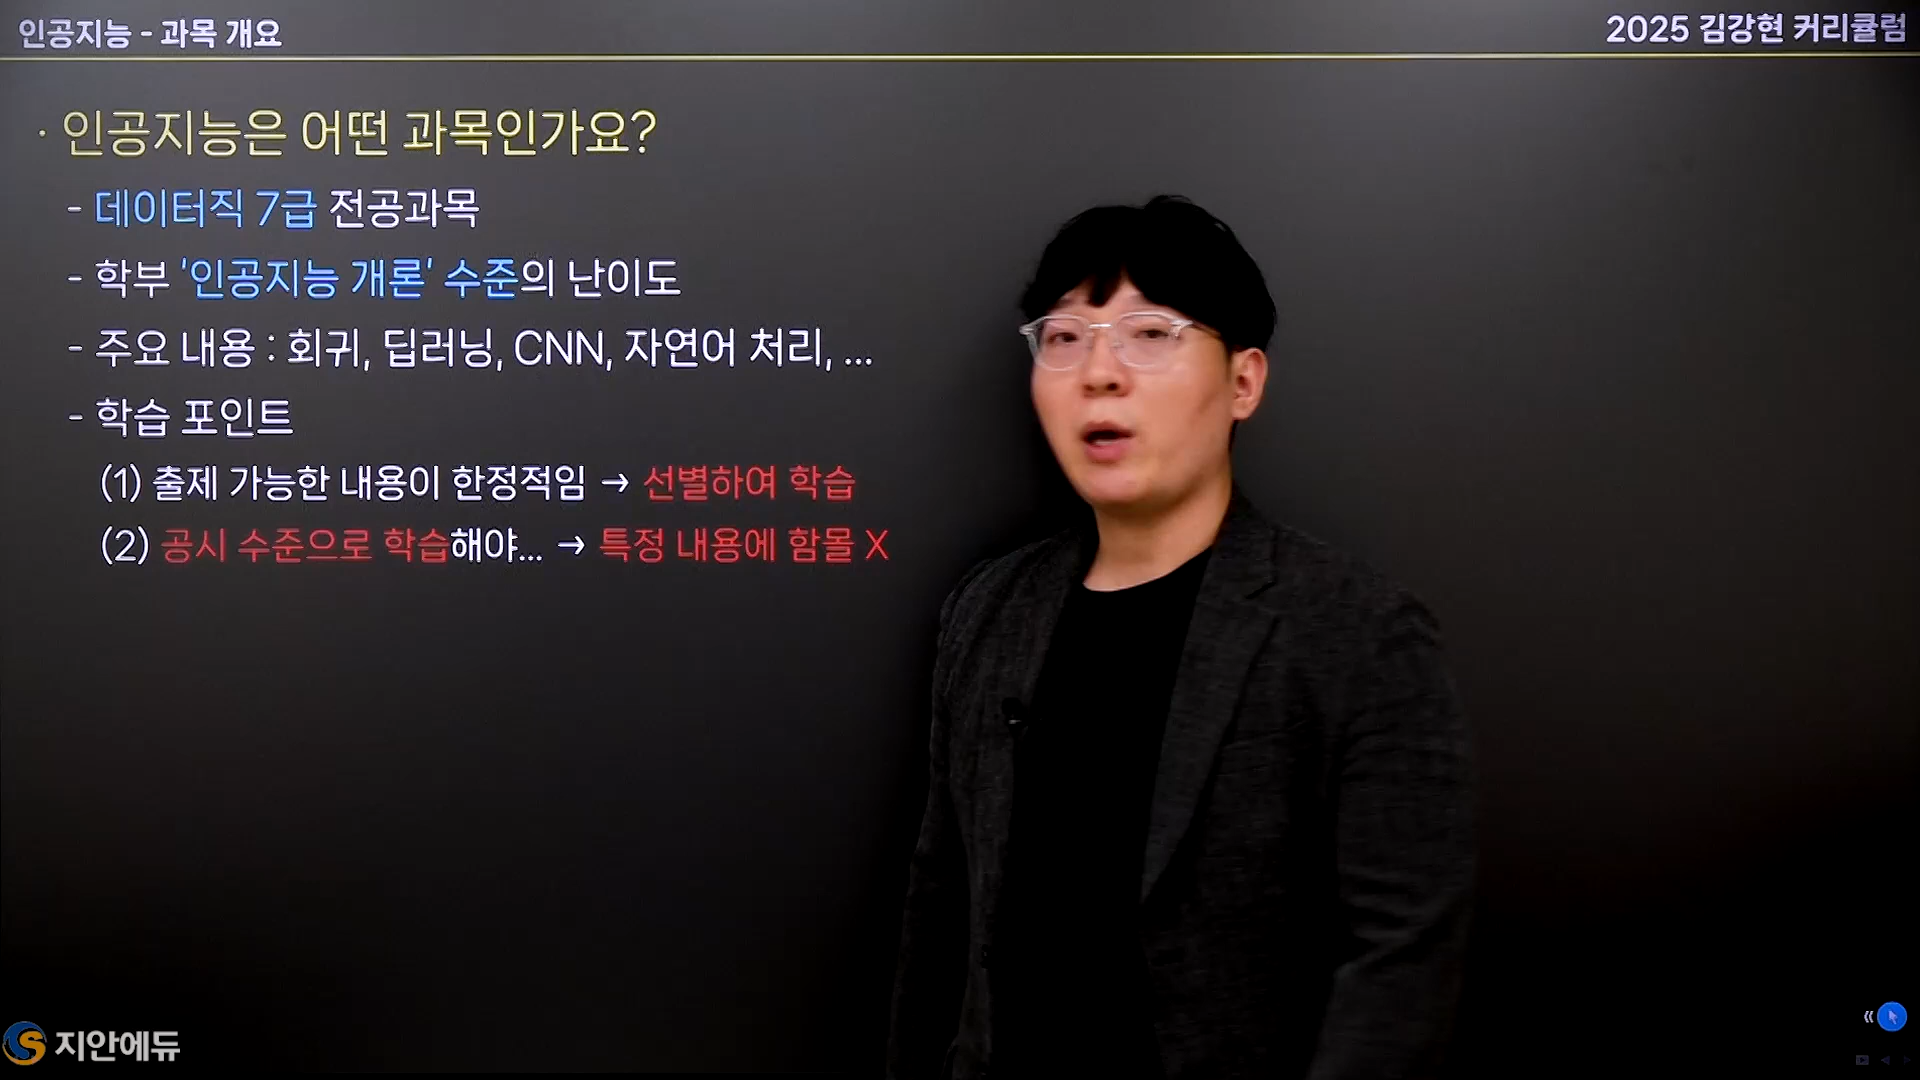 인공지능 - 과목 개요
2025 김강현 커리큘럼
· 인공지능은 어떤 과목인가요?
- 데이터직 7급 전공과목
- 학부 '인공지능 개론' 수준의 난이도
- 주요 내용 : 회귀, 딥러닝, CNN, 자연어 처리, ...
- 학습 포인트
(1) 출제 가능한 내용이 한정적임 → 선별하여 학습
(2) 공시 수준으로 학습해야... → 특정 내용에 함몰 X
지안에듀